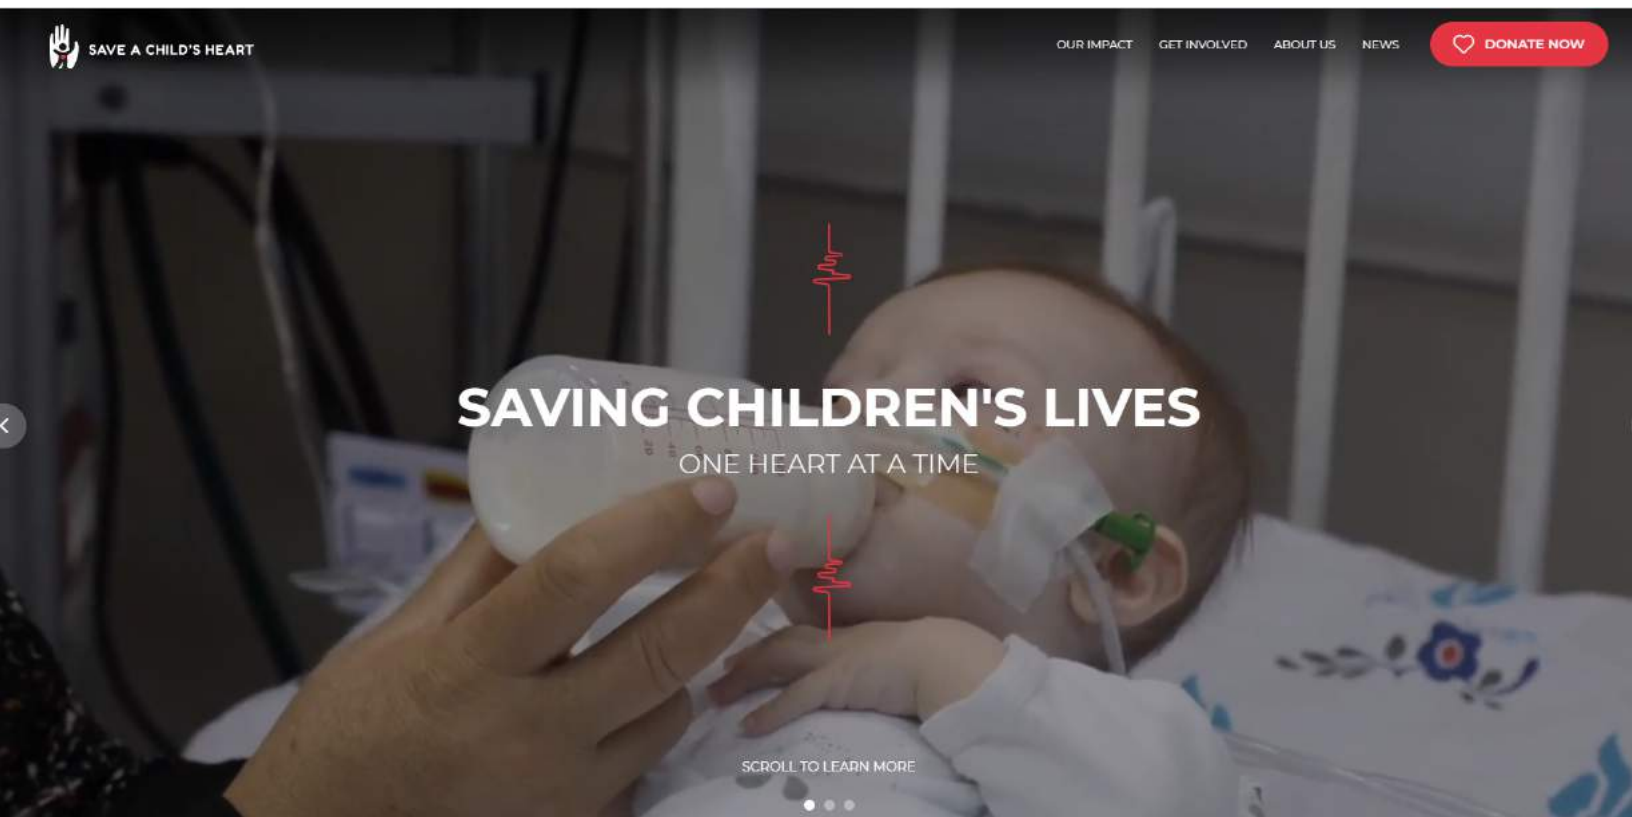 SAVE A CHILD'S HEART
OUR IMPACT
GET INVOLVED
ABOUT US
NEWS
DONATE NOW
SAVING CHILDREN'S LIVES
ONE HEART AT A TIME
SCROLL TO LEARN MORE